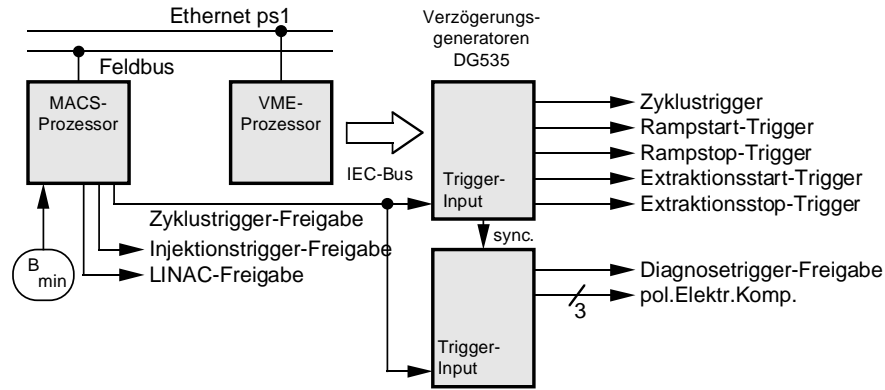 Ethernet ps1
Feldbus
Verzögerungs-
generatoren
DG535
MACS-
Prozessor
VME-
Prozessor
IEC-Bus
Trigger-
Input
Zyklustrigger
Rampstart-Trigger
Rampstop-Trigger
Extraktionsstart-Trigger
Extraktionsstop-Trigger
Zyklustrigger-Freigabe
Injektionstrigger-Freigabe
LINAC-Freigabe
B min
sync.
Diagnosetrigger-Freigabe
pol.Elektr.Komp.
3
Trigger-
Input